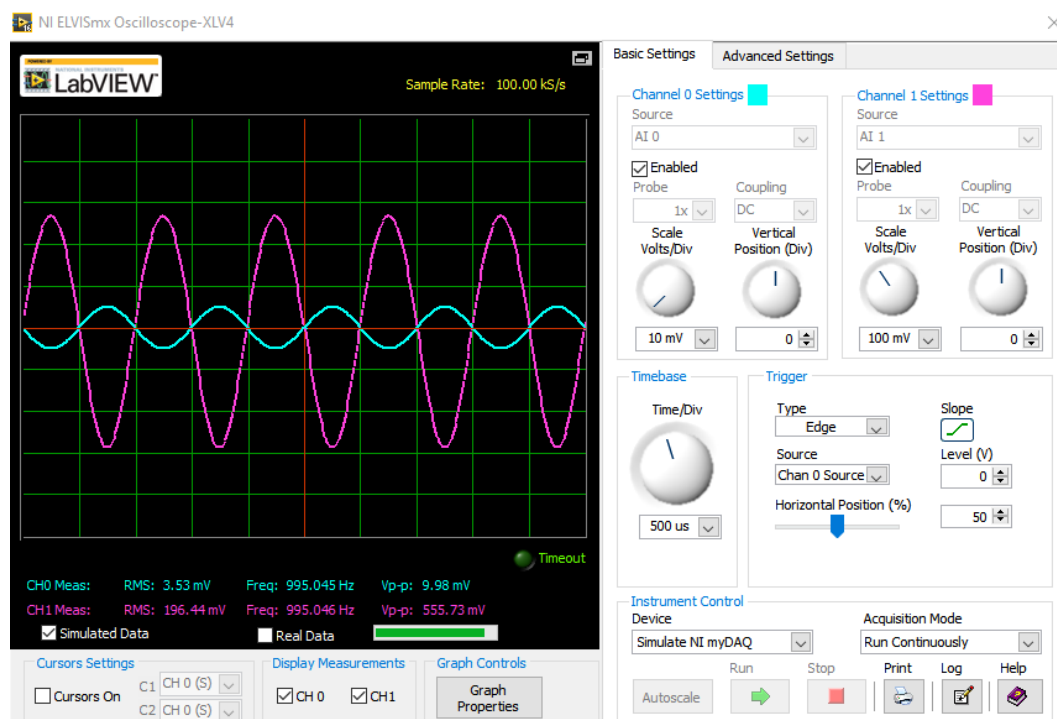 NI ELVISmx Oscilloscope-XLV4
POWERED BY
NATIONAL INSTRUMENTS
LabVIEW
Sample Rate: 100.00 kS/s
Timeout
CH0 Meas: RMS: 3.53 mV Freq: 995.045 Hz Vp-p: 9.98 mV
CH1 Meas: RMS: 196.44 mV Freq: 995.046 Hz Vp-p: 555.73 mV
Simulated Data Real Data
Cursors Settings
Cursors On
C1 CH 0 (S)
C2 CH 0 (S)
Display Measurements
CH 0 CH1
Graph Controls
Graph
Properties
Basic Settings Advanced Settings
Channel 0 Settings
Source
AI 0
Enabled
Probe Coupling
1x DC
Scale Vertical
Volts/Div Position (Div)
10 mV 0
Channel 1 Settings
Source
AI 1
Enabled
Probe Coupling
1x DC
Scale Vertical
Volts/Div Position (Div)
100 mV 0
Timebase
Time/Div
500 us
Trigger
Type Slope
Edge
Source Level (V)
Chan 0 Source 0
Horizontal Position (%)
50
Instrument Control
Device Acquisition Mode
Simulate NI myDAQ Run Continuously
Run Stop Print Log Help
Autoscale